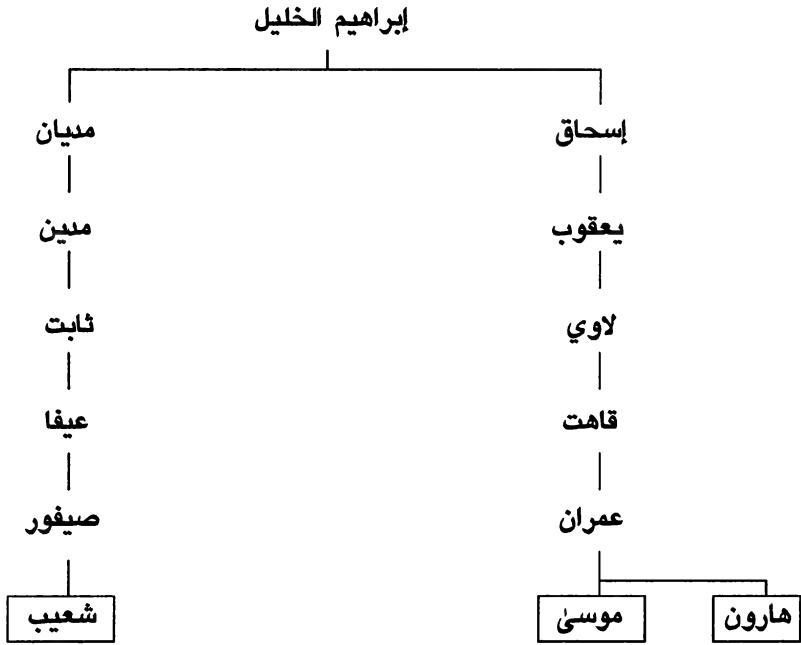 إبراهيم الخليل
إسحاق
مديان
يعقوب
مدين
لاوي
ثابت
قاهت
عيفا
عمران
صيفور
هارون
موسىٰ
شعيب